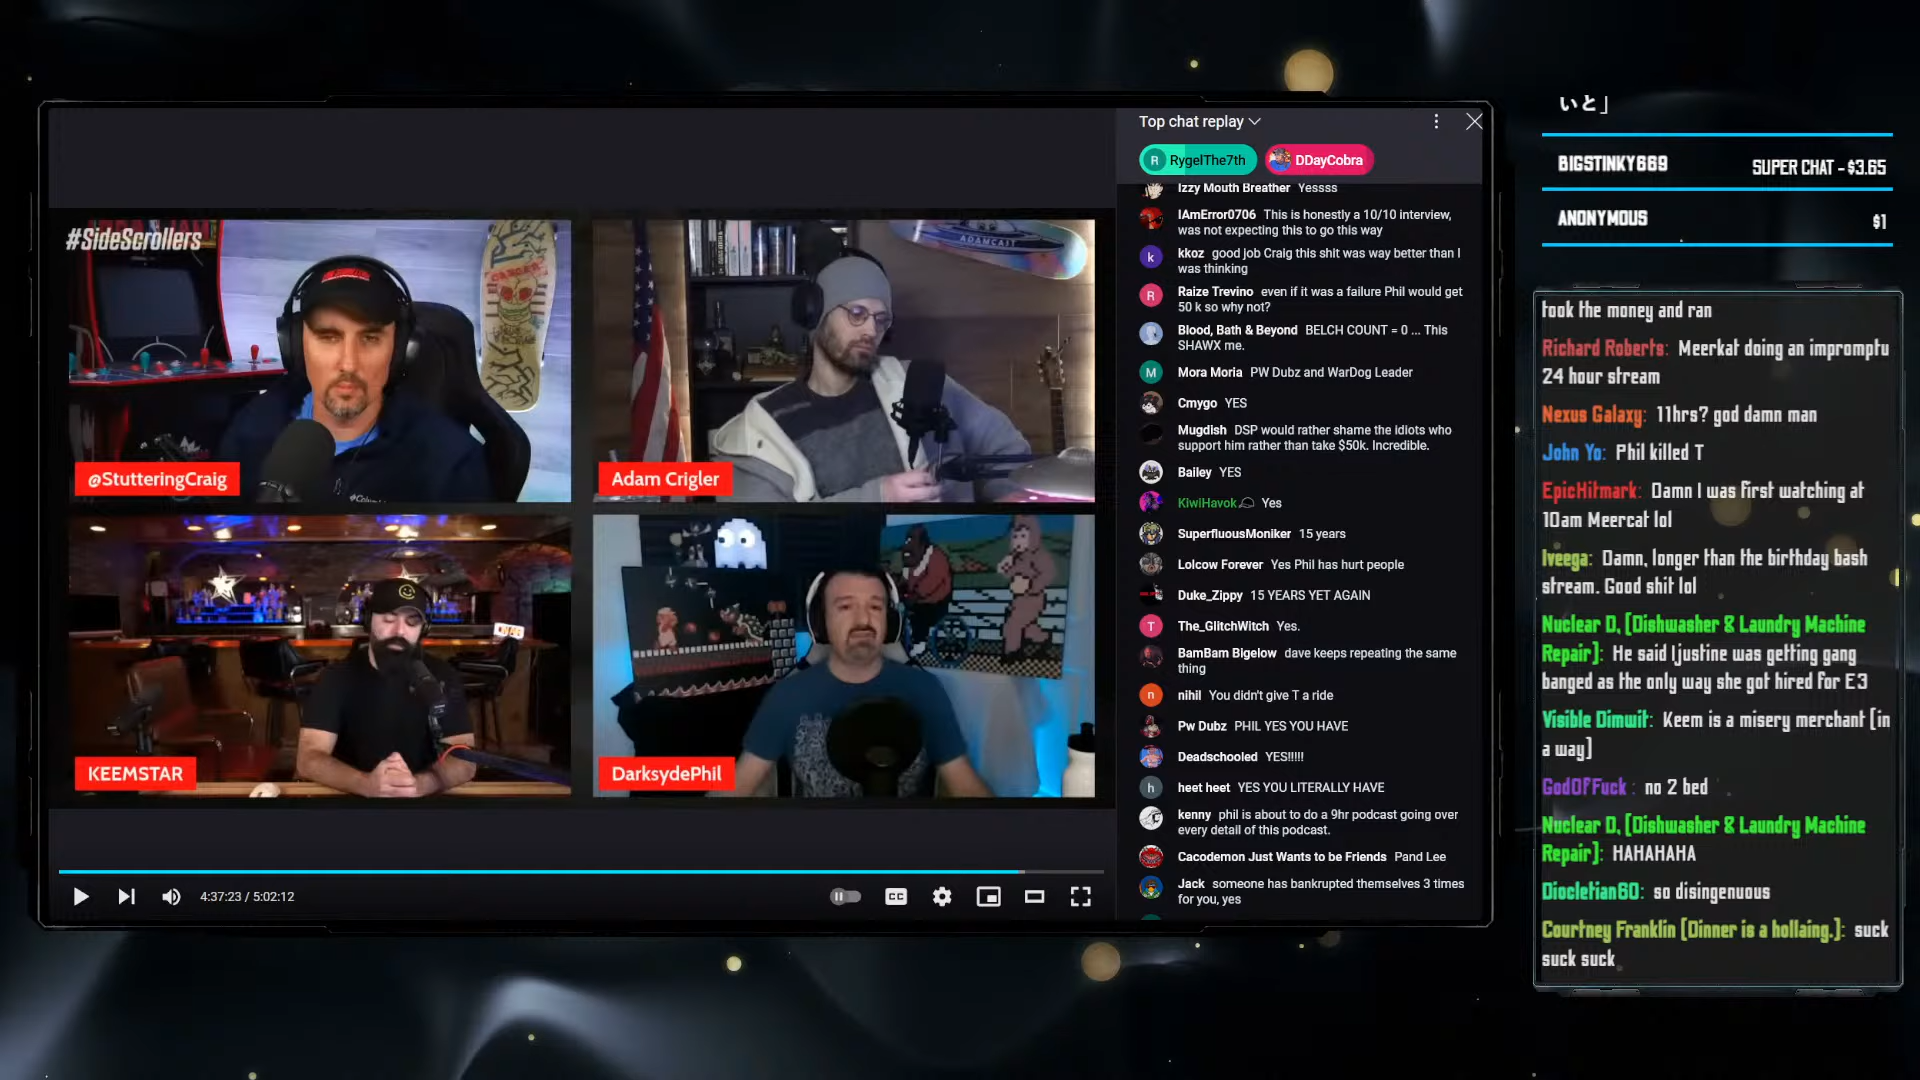 #SideScrollers
@StutteringCraig
ADAMCAST
Adam Crigler
KEEMSTAR
DarksydePhil
4:37:23 / 5:02:12
CC
Top chat replay
R RygelThe7th
DDayCobra
Izzy Mouth Breather Yessss
IAmError0706 This is honestly a 10/10 interview,
was not expecting this to go this way
k kkoz good job Craig this shit was way better than I
was thinking
R Raize Trevino even if it was a failure Phil would get
50 k so why not?
Blood, Bath & Beyond BELCH COUNT = 0 ... This
SHAWX me.
M Mora Moria PW Dubz and WarDog Leader
Cmygo YES
Mugdish DSP would rather shame the idiots who
support him rather than take $50k. Incredible.
Bailey YES
KiwiHavok Yes
SuperfluousMoniker 15 years
Lolcow Forever Yes Phil has hurt people
Duke_Zippy 15 YEARS YET AGAIN
T The_GlitchWitch Yes.
BamBam Bigelow dave keeps repeating the same
thing
n nihil You didn't give T a ride
Pw Dubz PHIL YES YOU HAVE
Deadschooled YES!!!!!
h heet heet YES YOU LITERALLY HAVE
kenny phil is about to do a 9hr podcast going over
every detail of this podcast.
Cacodemon Just Wants to be Friends Pand Lee
Jack someone has bankrupted themselves 3 times
for you, yes
いと」
BIGSTINKY669 SUPER CHAT - $3.65
ANONYMOUS $1
took the money and ran
Richard Roberts: Meerkat doing an impromptu
24 hour stream
Nexus Galaxy: 11hrs? god damn man
John Yo: Phil killed T
EpicHitmark: Damn I was first watching at
10am Meercat lol
Iveega: Damn, longer than the birthday bash
stream. Good shit lol
Nuclear D, [Dishwasher & Laundry Machine
Repair]: He said Ijustine was getting gang
banged as the only way she got hired for E3
Visible Dimwit: Keem is a misery merchant [in
a way]
GodOfFuck : no 2 bed
Nuclear D, [Dishwasher & Laundry Machine
Repair]: HAHAHAHA
Diocletian60: so disingenuous
Courtney Franklin [Dinner is a hollaing.]: suck
suck suck